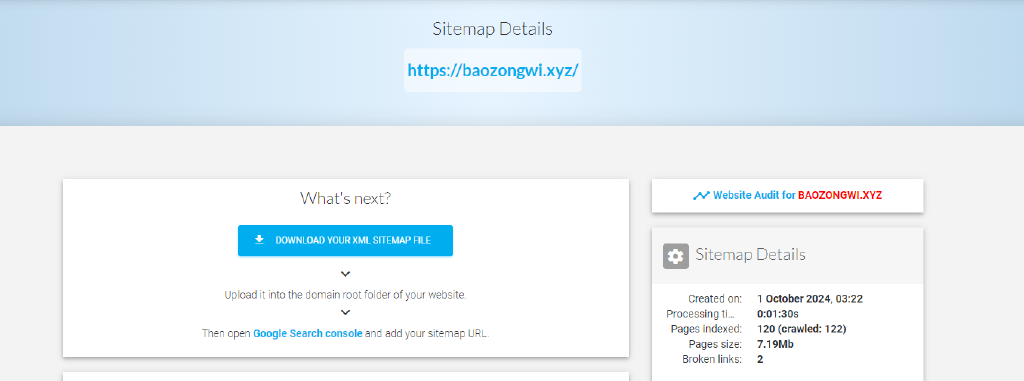 Sitemap Details
https://baozongwi.xyz/
What's next?
DOWNLOAD YOUR XML SITEMAP FILE
Upload it into the domain root folder of your website.
Then open Google Search console and add your sitemap URL.
Website Audit for BAOZONGWI.XYZ
Sitemap Details
Created on: 1 October 2024, 03:22
Processing ti... 0:01:30s
Pages indexed: 120 (crawled: 122)
Pages size: 7.19Mb
Broken links: 2